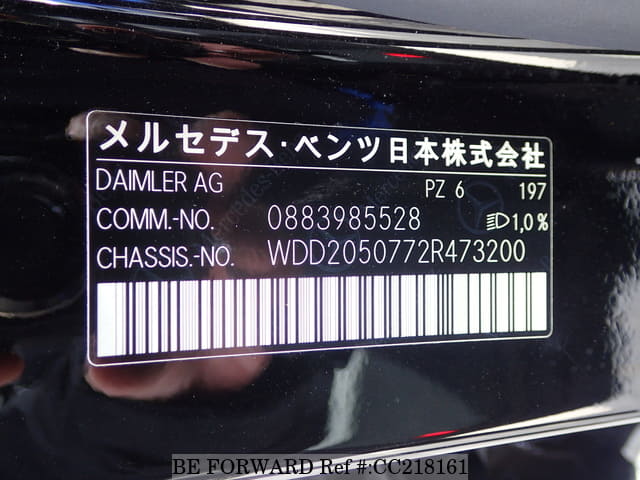 メルセデス・ベンツ日本株式会社
DAIMLER AG PZ 6 197
COMM.-NO. 0883985528 1,0%
CHASSIS.-NO. WDD2050772R473200
BE FORWARD Ref #:CC218161